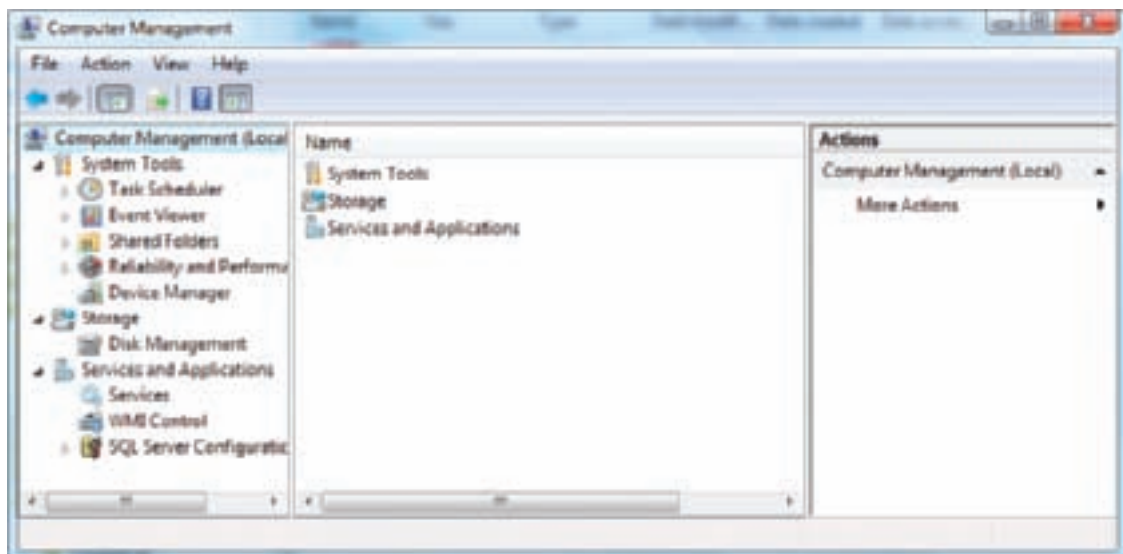 Computer Management
File Action View Help
Computer Management (Local
System Tools
Task Scheduler
Event Viewer
Shared Folders
Reliability and Performa
Device Manager
Storage
Disk Management
Services and Applications
Services
WMI Control
SQL Server Configuratic
Name
System Tools
Storage
Services and Applications
Actions
Computer Management (Local)
More Actions